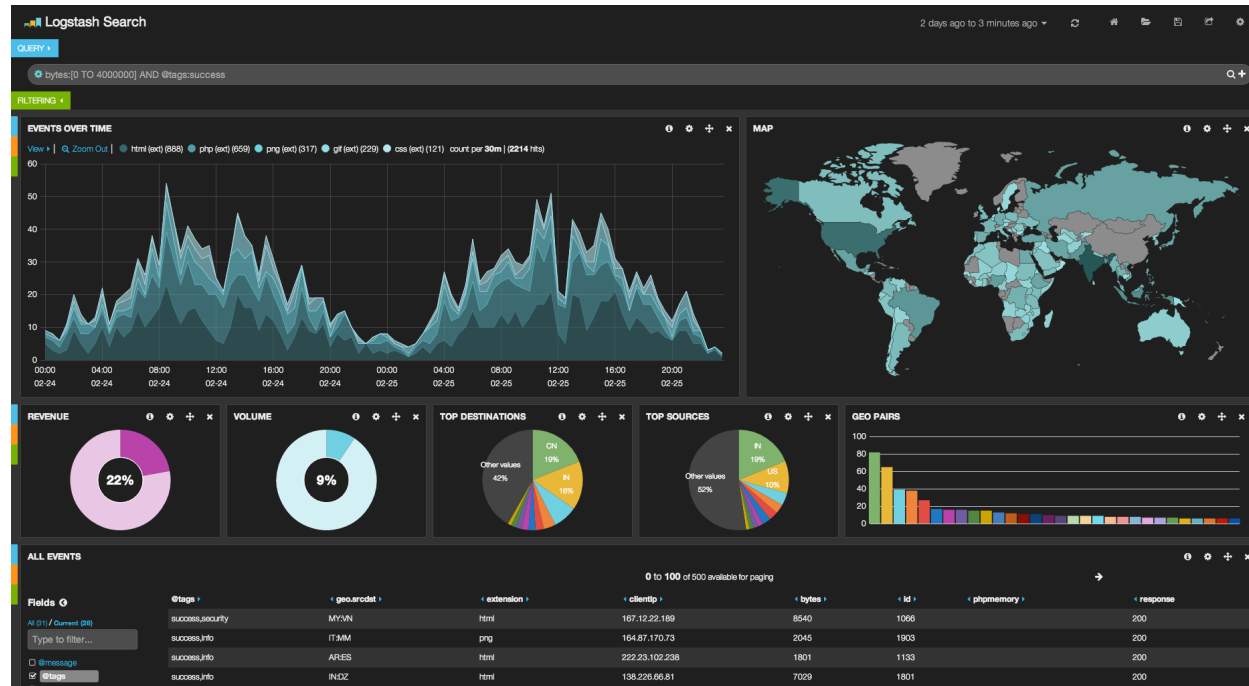 Logstash Search
2 days ago to 3 minutes ago
QUERY
bytes:[0 TO 4000000] AND @tags:success
FILTERING
EVENTS OVER TIME
View | Zoom Out | html (ext) (888) php (ext) (659) png (ext) (317) gif (ext) (229) css (ext) (121) count per 30m | (2214 hits)
60
50
40
30
20
10
0
00:00 04:00 08:00 12:00 16:00 20:00 00:00 04:00 08:00 12:00 16:00 20:00
02-24 02-24 02-24 02-24 02-24 02-24 02-25 02-25 02-25 02-25 02-25 02-25
MAP
REVENUE
22%
VOLUME
9%
TOP DESTINATIONS
CN
19%
IN
16%
Other values
42%
TOP SOURCES
IN
19%
US
10%
Other values
52%
GEO PAIRS
100
80
60
40
20
0
ALL EVENTS
0 to 100 of 500 available for paging
Fields
All (31) / Current (28)
Type to filter...
@message
@tags
@tags geo.srcdst extension clientip bytes id phpmemory response
success,security MY:VN html 167.12.22.189 8540 1066 200
success,info IT:MM png 164.87.170.73 2045 1903 200
success,info AR:ES html 222.23.102.238 1801 1133 200
success,info IN:DZ html 138.226.66.81 7029 1801 200